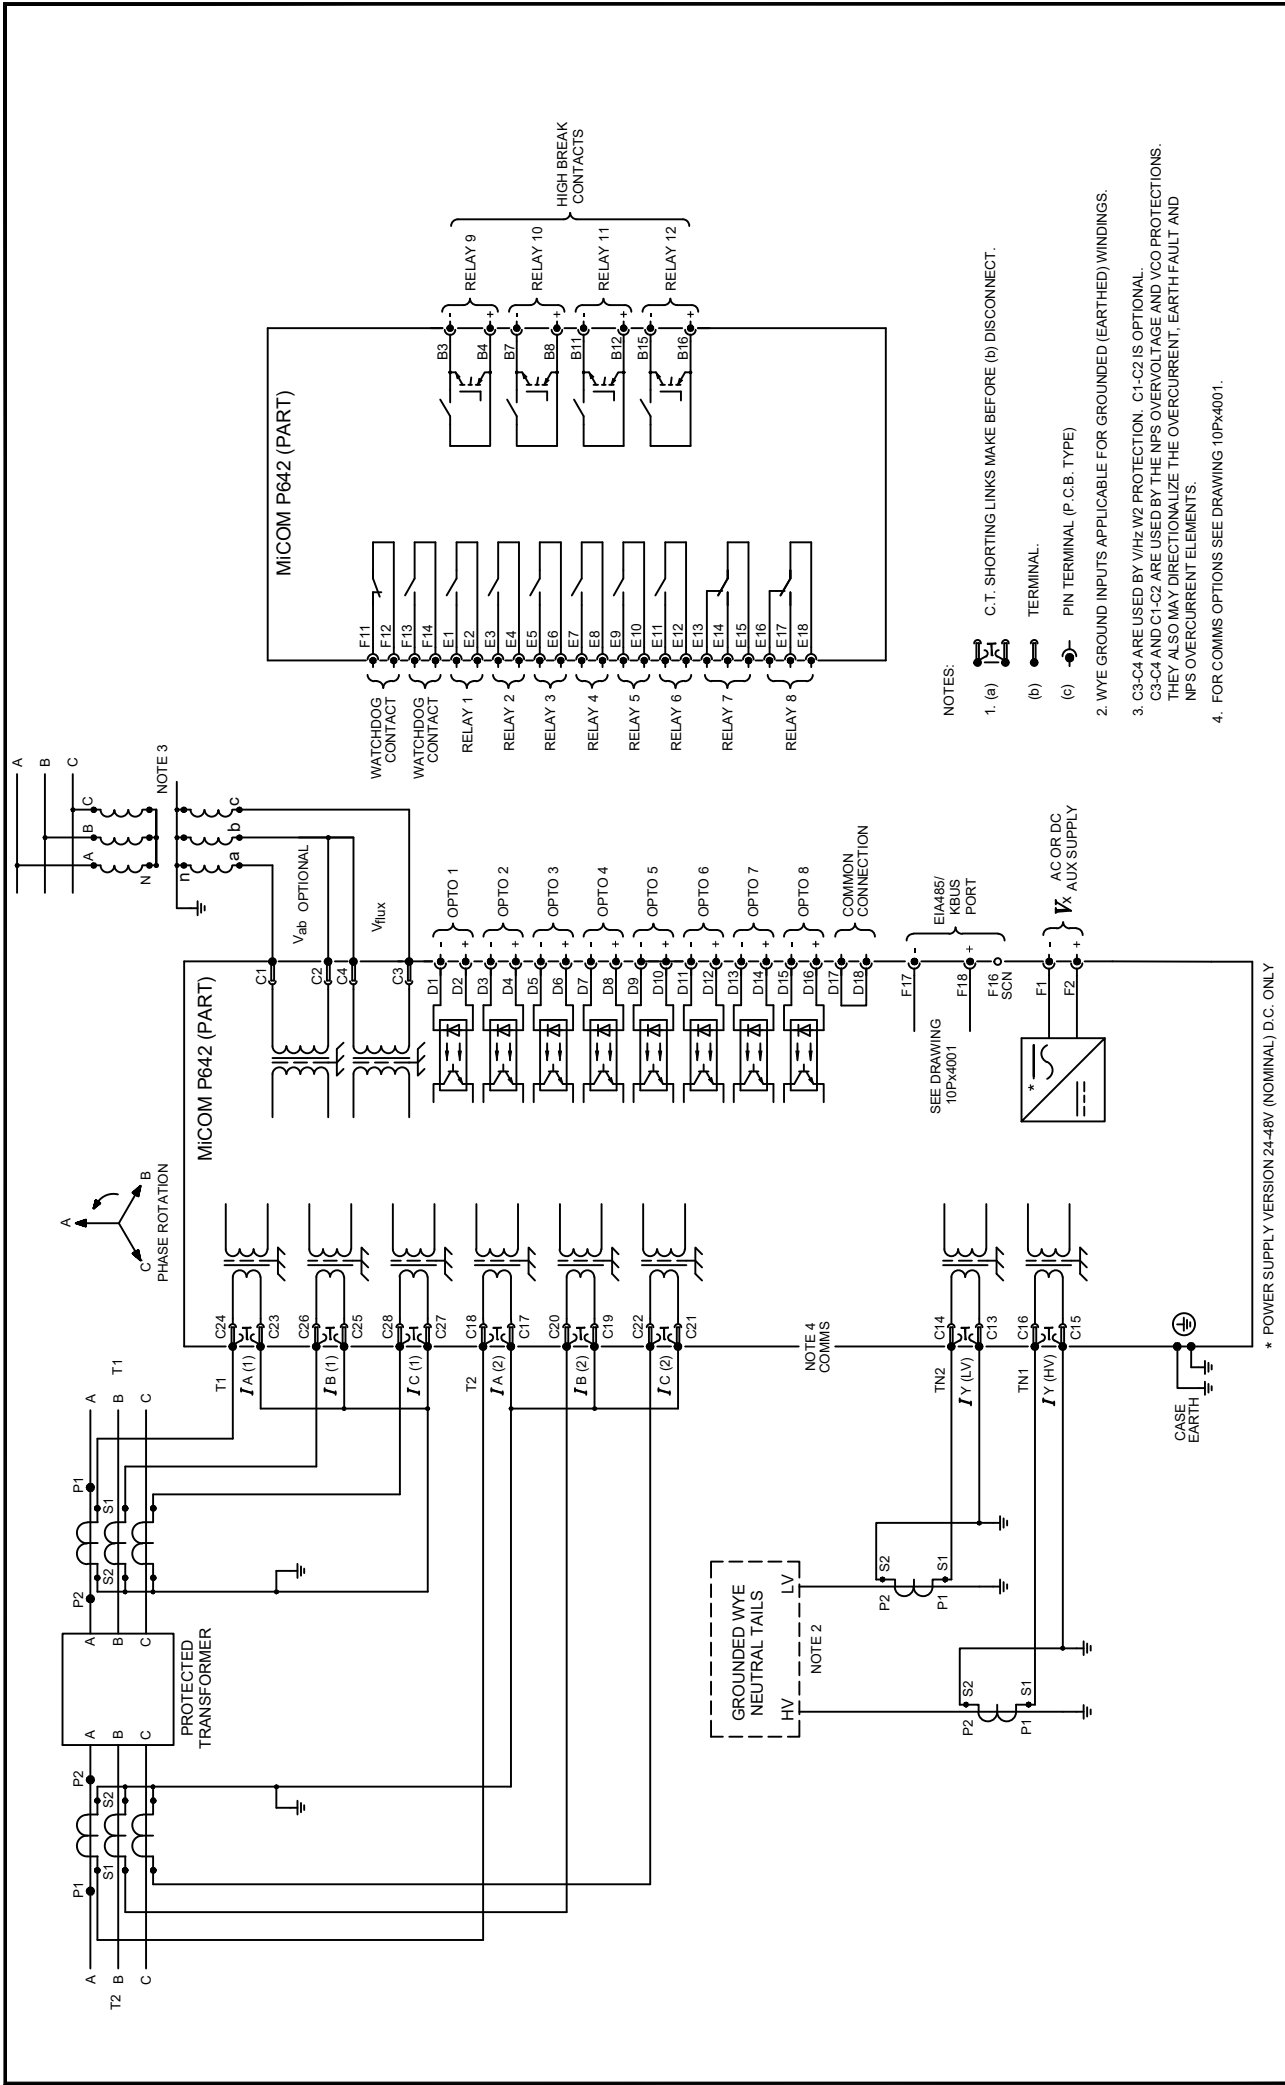 A
B
C
T1
P1
S1
S2
P2
A
B
C
PROTECTED
TRANSFORMER
A
B
C
P2
S2
S1
P1
A
T2 B
C
A
B
C
PHASE ROTATION
MiCOM P642 (PART)
T1
C24
I A (1)
C23
C26
I B (1)
C25
C28
I C (1)
C27
T2
C18
I A (2)
C17
C20
I B (2)
C19
C22
I C (2)
C21
NOTE 4
COMMS
TN2
C14
I Y (LV)
C13
TN1
C16
I Y (HV)
C15
CASE
EARTH
GROUNDED WYE
NEUTRAL TAILS
HV
LV
NOTE 2
P2
S2
P1
S1
P2
S2
P1
S1
A
B
C
A
B
C
N
NOTE 3
n
a
b
c
Vab OPTIONAL
Vflux
C1
C2
C4
C3
D1 -
D2 +
OPTO 1
D3 -
D4 +
OPTO 2
D5 -
D6 +
OPTO 3
D7 -
D8 +
OPTO 4
D9 -
D10 +
OPTO 5
D11 -
D12 +
OPTO 6
D13 -
D14 +
OPTO 7
D15 -
D16 +
OPTO 8
D17
D18
COMMON
CONNECTION
SEE DRAWING
10Px4001
F17 -
F18 +
F16
SCN
EIA485/
KBUS
PORT
*
F1 -
F2 +
Vx
AC OR DC
AUX SUPPLY
* POWER SUPPLY VERSION 24-48V (NOMINAL) D.C. ONLY
MiCOM P642 (PART)
WATCHDOG
CONTACT
F11
F12
WATCHDOG
CONTACT
F13
F14
RELAY 1
E1
E2
RELAY 2
E3
E4
RELAY 3
E5
E6
RELAY 4
E7
E8
RELAY 5
E9
E10
RELAY 6
E11
E12
RELAY 7
E13
E14
E15
RELAY 8
E16
E17
E18
B3 -
B4 +
RELAY 9
B7 -
B8 +
RELAY 10
B11 -
B12 +
RELAY 11
B15 -
B16 +
RELAY 12
HIGH BREAK
CONTACTS
NOTES:
1. (a) C.T. SHORTING LINKS MAKE BEFORE (b) DISCONNECT.
(b) TERMINAL.
(c) PIN TERMINAL (P.C.B. TYPE)
2. WYE GROUND INPUTS APPLICABLE FOR GROUNDED (EARTHED) WINDINGS.
3. C3-C4 ARE USED BY V/Hz W2 PROTECTION. C1-C2 IS OPTIONAL.
C3-C4 AND C1-C2 ARE USED BY THE NPS OVERVOLTAGE AND VCO PROTECTIONS.
THEY ALSO MAY DIRECTIONALIZE THE OVERCURRENT, EARTH FAULT AND
NPS OVERCURRENT ELEMENTS.
4. FOR COMMS OPTIONS SEE DRAWING 10Px4001.